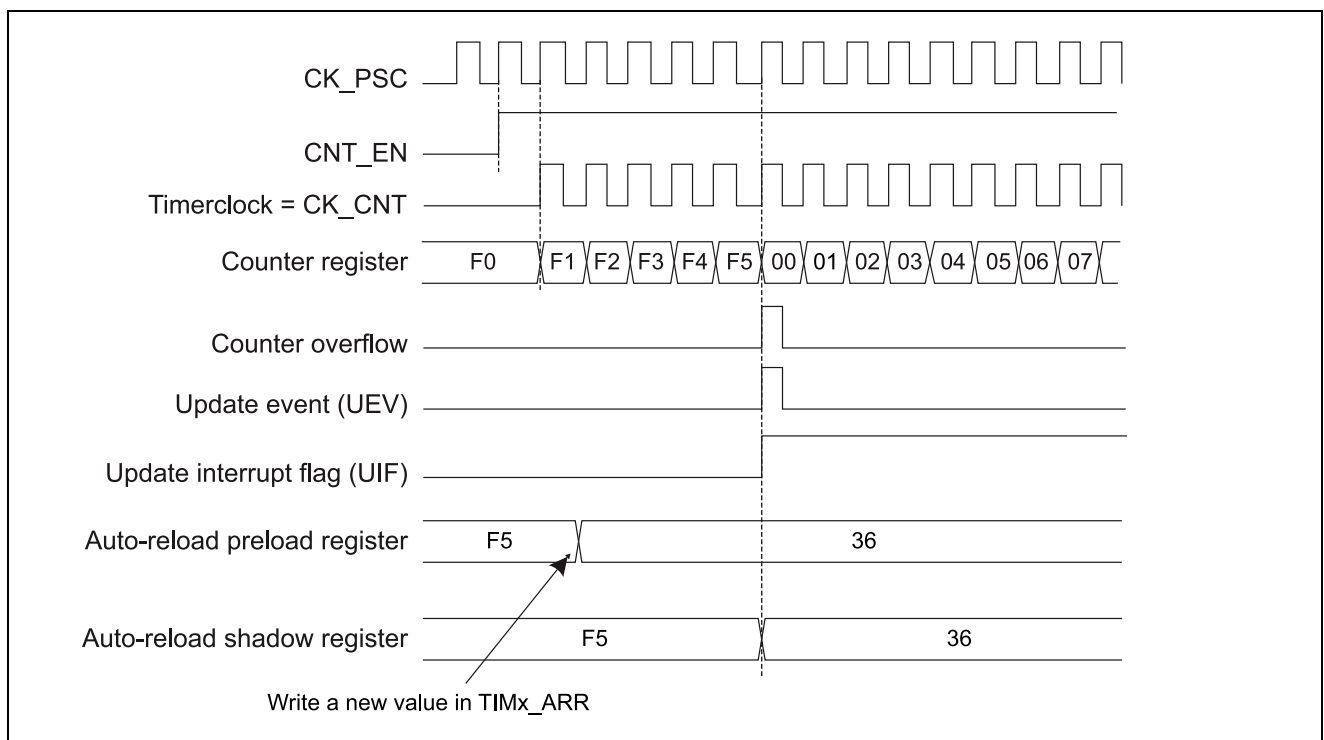 CK_PSC
CNT_EN
Timerclock = CK_CNT
Counter register F0 F1 F2 F3 F4 F5 00 01 02 03 04 05 06 07
Counter overflow
Update event (UEV)
Update interrupt flag (UIF)
Auto-reload preload register F5 36
Auto-reload shadow register F5 36
Write a new value in TIMx_ARR